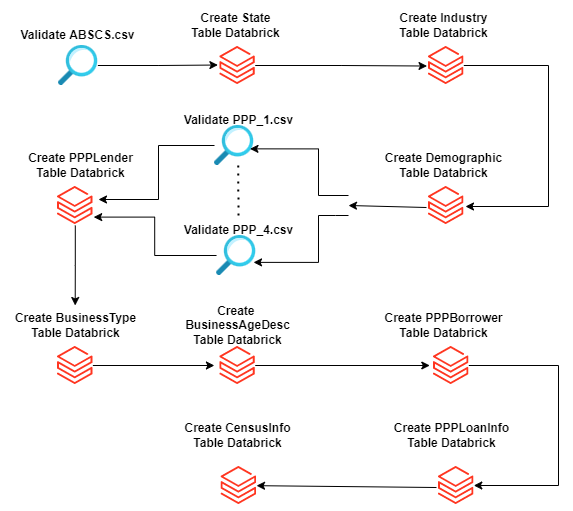 Validate ABSCS.csv
Create State
Table Databrick
Create Industry
Table Databrick
Validate PPP_1.csv
Create PPPLender
Table Databrick
Create Demographic
Table Databrick
Validate PPP_4.csv
Create BusinessType
Table Databrick
Create
BusinessAgeDesc
Table Databrick
Create PPPBorrower
Table Databrick
Create CensusInfo
Table Databrick
Create PPPLoanInfo
Table Databrick